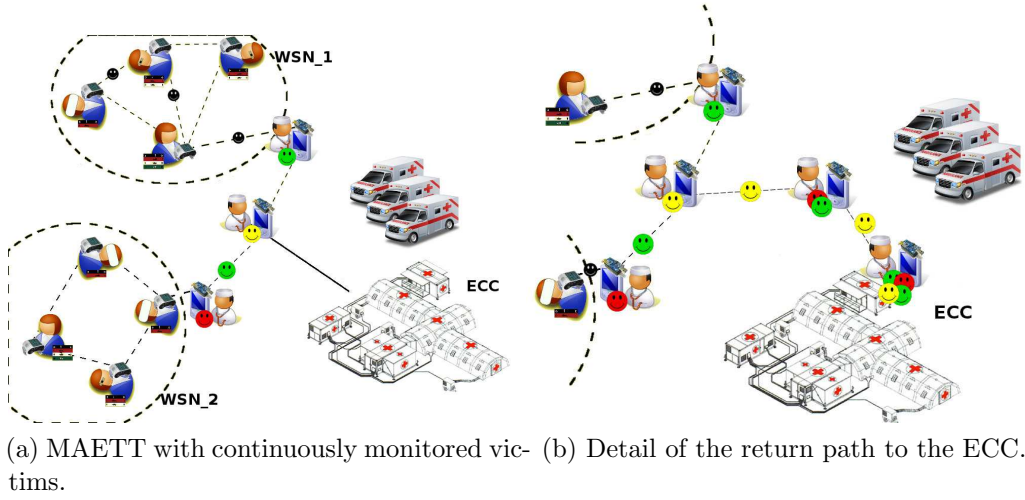 WSN_1
ECC
WSN_2
ECC
(a) MAETT with continuously monitored vic-
tims.
(b) Detail of the return path to the ECC.